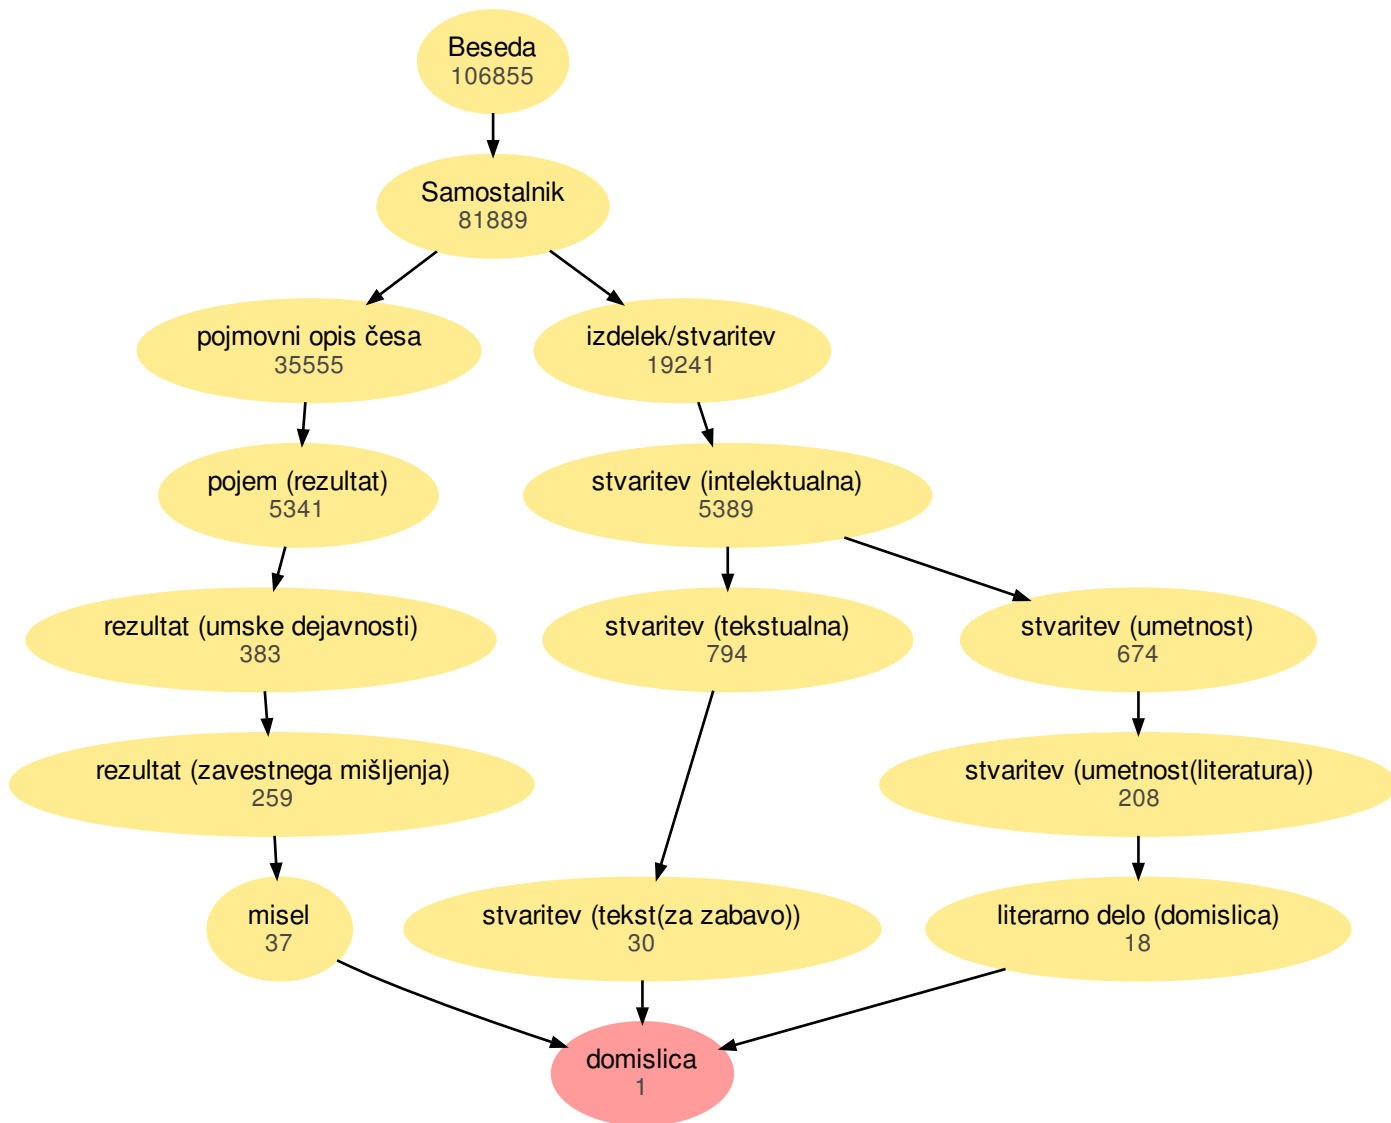 Beseda
106855
Samostalnik
81889
pojmovni opis česa
35555
izdelek/stvaritev
19241
pojem (rezultat)
5341
stvaritev (intelektualna)
5389
rezultat (umske dejavnosti)
383
stvaritev (tekstualna)
794
stvaritev (umetnost)
674
rezultat (zavestnega mišljenja)
259
stvaritev (umetnost(literatura))
208
misel
37
stvaritev (tekst(za zabavo))
30
literarno delo (domislica)
18
domislica
1